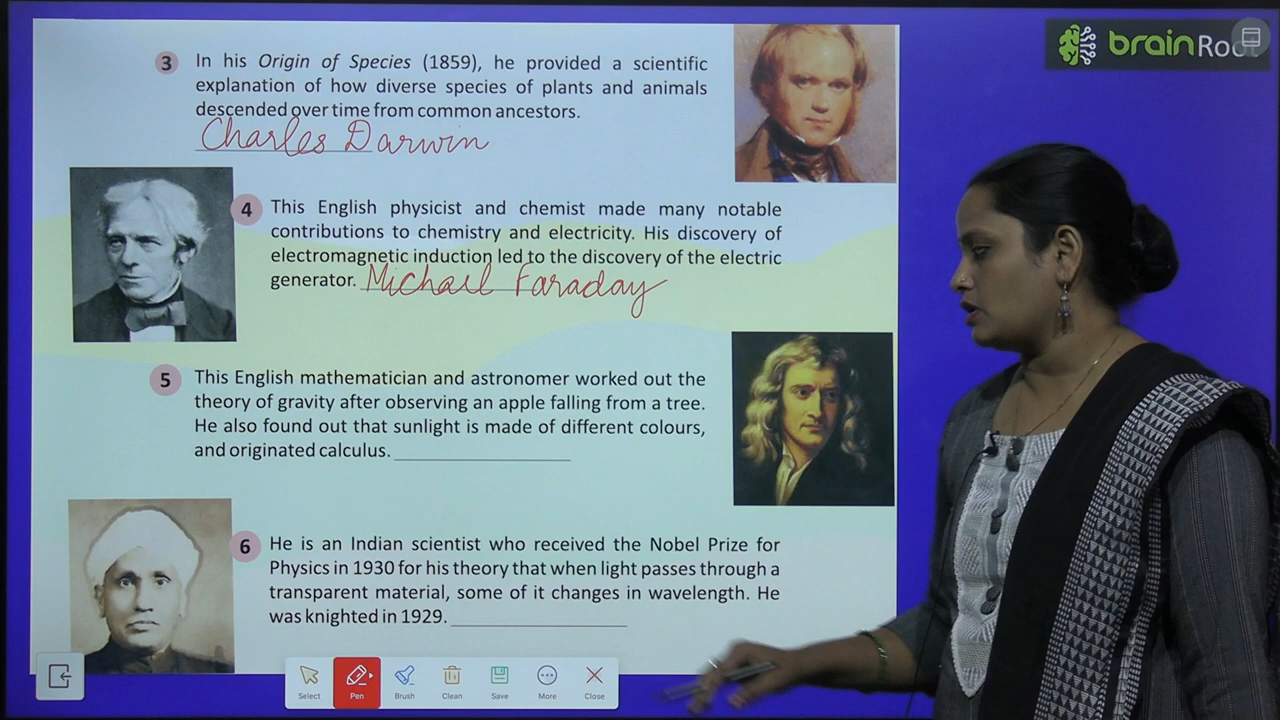 brainRoot
3 In his Origin of Species (1859), he provided a scientific
explanation of how diverse species of plants and animals
descended over time from common ancestors.
Charles Darwin
4 This English physicist and chemist made many notable
contributions to chemistry and electricity. His discovery of
electromagnetic induction led to the discovery of the electric
generator. Michael Faraday
5 This English mathematician and astronomer worked out the
theory of gravity after observing an apple falling from a tree.
He also found out that sunlight is made of different colours,
and originated calculus.
6 He is an Indian scientist who received the Nobel Prize for
Physics in 1930 for his theory that when light passes through a
transparent material, some of it changes in wavelength. He
was knighted in 1929.
Select Pen Brush Clean Save More Close